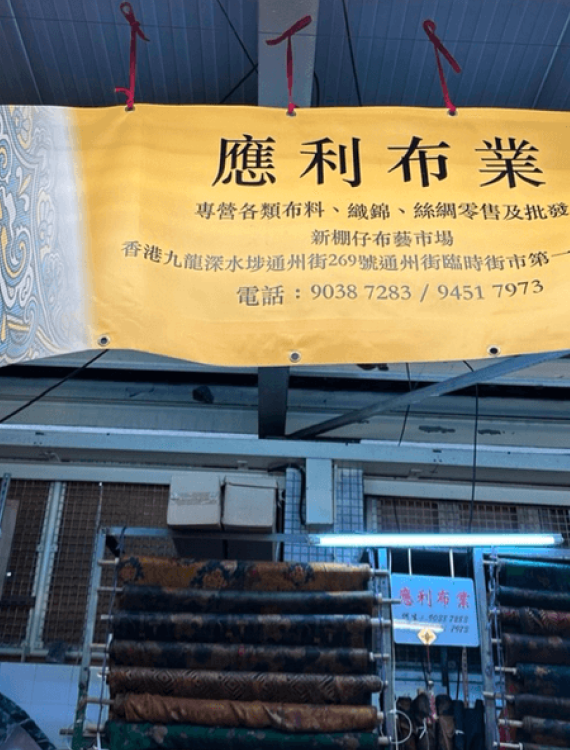 應利布業
專營各類布料、織錦、絲綢零售及批發
新棚仔布藝市場
香港九龍深水埗通州街269號通州街臨時街市第一
電話：9038 7283 / 9451 7973
應利布業
9038 7283